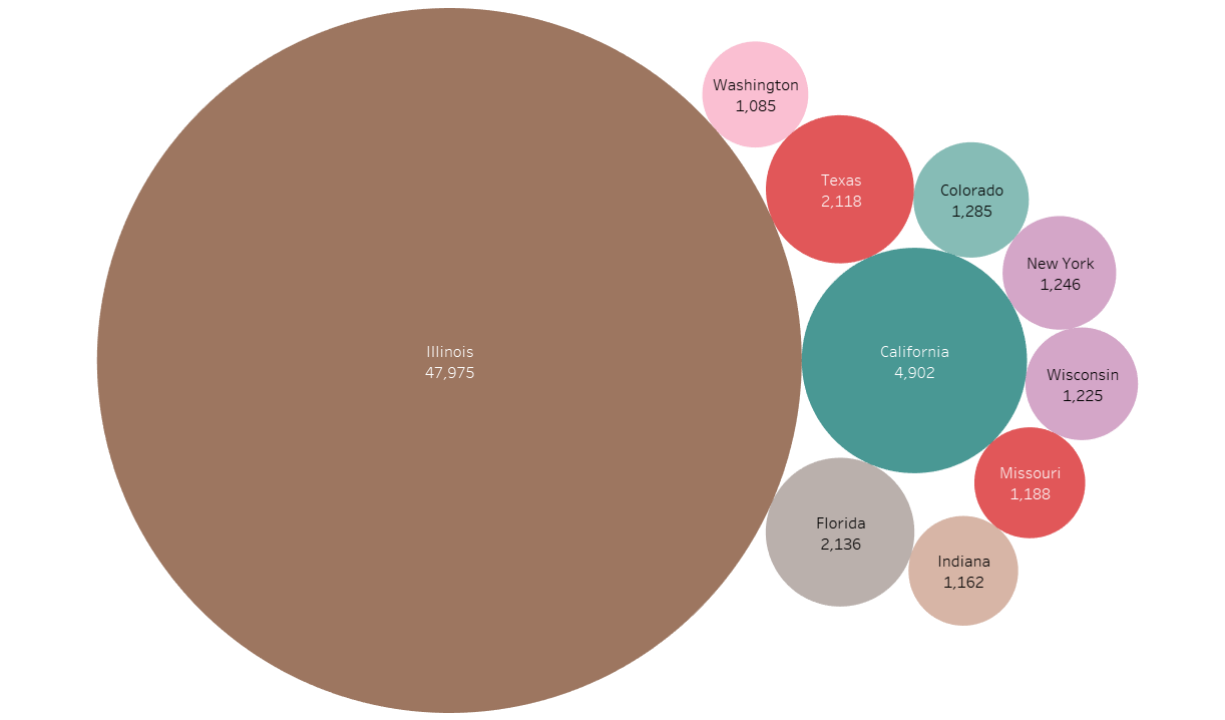 Washington
1,085
Texas
2,118
Colorado
1,285
New York
1,246
Illinois
47,975
California
4,902
Wisconsin
1,225
Missouri
1,188
Florida
2,136
Indiana
1,162